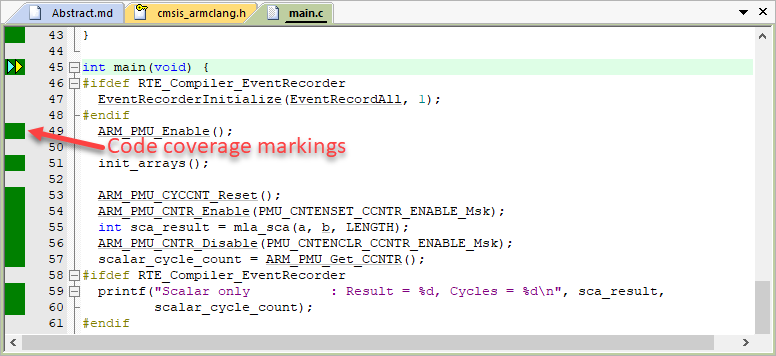 Abstract.md cmsis_armclang.h main.c
43 }
44
45 int main(void) {
46 #ifdef RTE_Compiler_EventRecorder
47 EventRecorderInitialize(EventRecordAll, 1);
48 #endif
49 ARM_PMU_Enable();
Code coverage markings
50
51 init_arrays();
52
53 ARM_PMU_CYCCNT_Reset();
54 ARM_PMU_CNTR_Enable(PMU_CNTENSET_CCNTR_ENABLE_Msk);
55 int sca_result = mla_sca(a, b, LENGTH);
56 ARM_PMU_CNTR_Disable(PMU_CNTENCLR_CCNTR_ENABLE_Msk);
57 scalar_cycle_count = ARM_PMU_Get_CCNTR();
58 #ifdef RTE_Compiler_EventRecorder
59 printf("Scalar only : Result = %d, Cycles = %d\n", sca_result,
60 scalar_cycle_count);
61 #endif